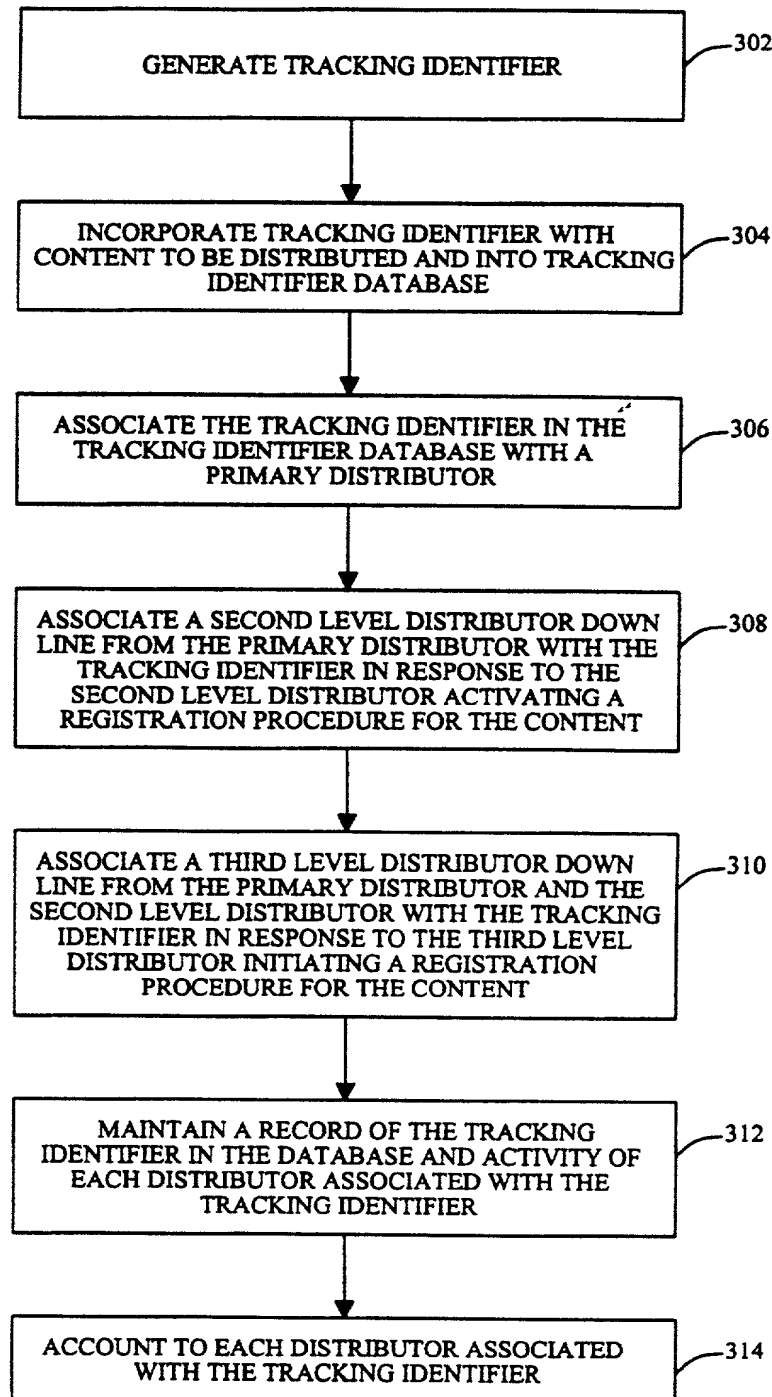 GENERATE TRACKING IDENTIFIER
302
INCORPORATE TRACKING IDENTIFIER WITH
CONTENT TO BE DISTRIBUTED AND INTO TRACKING
IDENTIFIER DATABASE
304
ASSOCIATE THE TRACKING IDENTIFIER IN THE
TRACKING IDENTIFIER DATABASE WITH A
PRIMARY DISTRIBUTOR
306
ASSOCIATE A SECOND LEVEL DISTRIBUTOR DOWN
LINE FROM THE PRIMARY DISTRIBUTOR WITH THE
TRACKING IDENTIFIER IN RESPONSE TO THE
SECOND LEVEL DISTRIBUTOR ACTIVATING A
REGISTRATION PROCEDURE FOR THE CONTENT
308
ASSOCIATE A THIRD LEVEL DISTRIBUTOR DOWN
LINE FROM THE PRIMARY DISTRIBUTOR AND THE
SECOND LEVEL DISTRIBUTOR WITH THE TRACKING
IDENTIFIER IN RESPONSE TO THE THIRD LEVEL
DISTRIBUTOR INITIATING A REGISTRATION
PROCEDURE FOR THE CONTENT
310
MAINTAIN A RECORD OF THE TRACKING
IDENTIFIER IN THE DATABASE AND ACTIVITY OF
EACH DISTRIBUTOR ASSOCIATED WITH THE
TRACKING IDENTIFIER
312
ACCOUNT TO EACH DISTRIBUTOR ASSOCIATED
WITH THE TRACKING IDENTIFIER
314